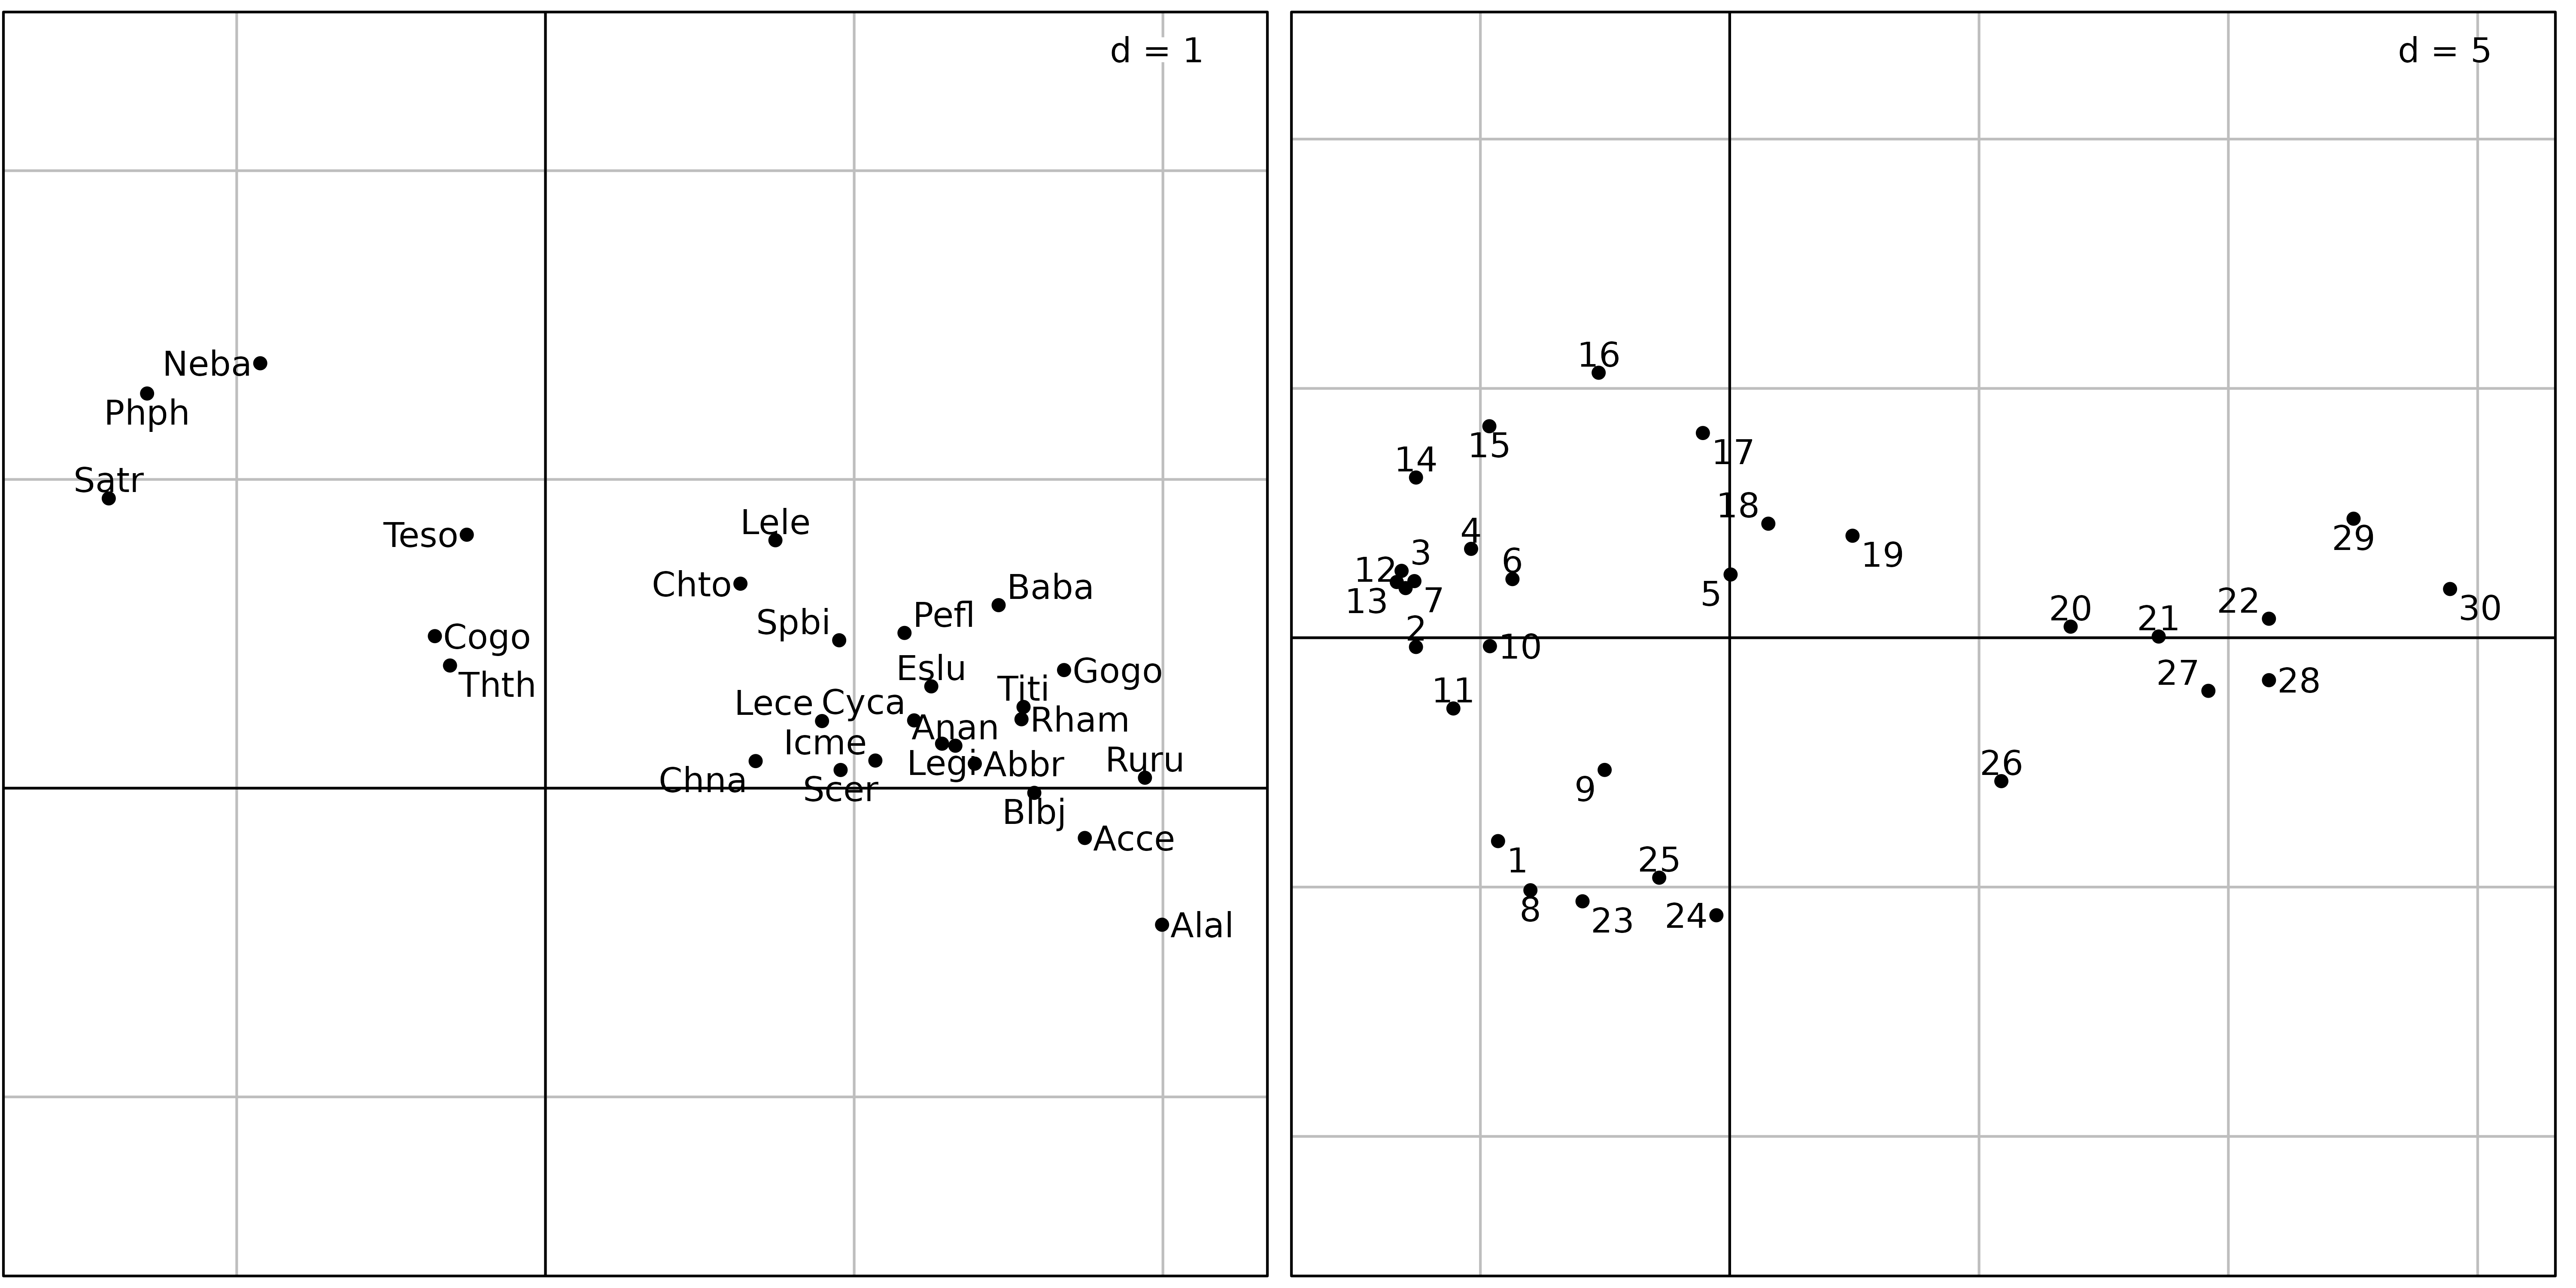 d = 1
Neba
Phph
Satr
Teso
Lele
Chto
Baba
Spbi
Pefl
Cogo
Eslu
Gogo
Thth
Titi
Lece
Cyca
Rham
Anan
Icme
Legi
Abbr
Ruru
Chna
Scer
Blbj
Acce
Alal
d = 5
16
15
17
14
18
4
29
3
6
19
12
5
22
30
13
7
20
21
2
10
27
28
11
26
9
1
25
8
23
24